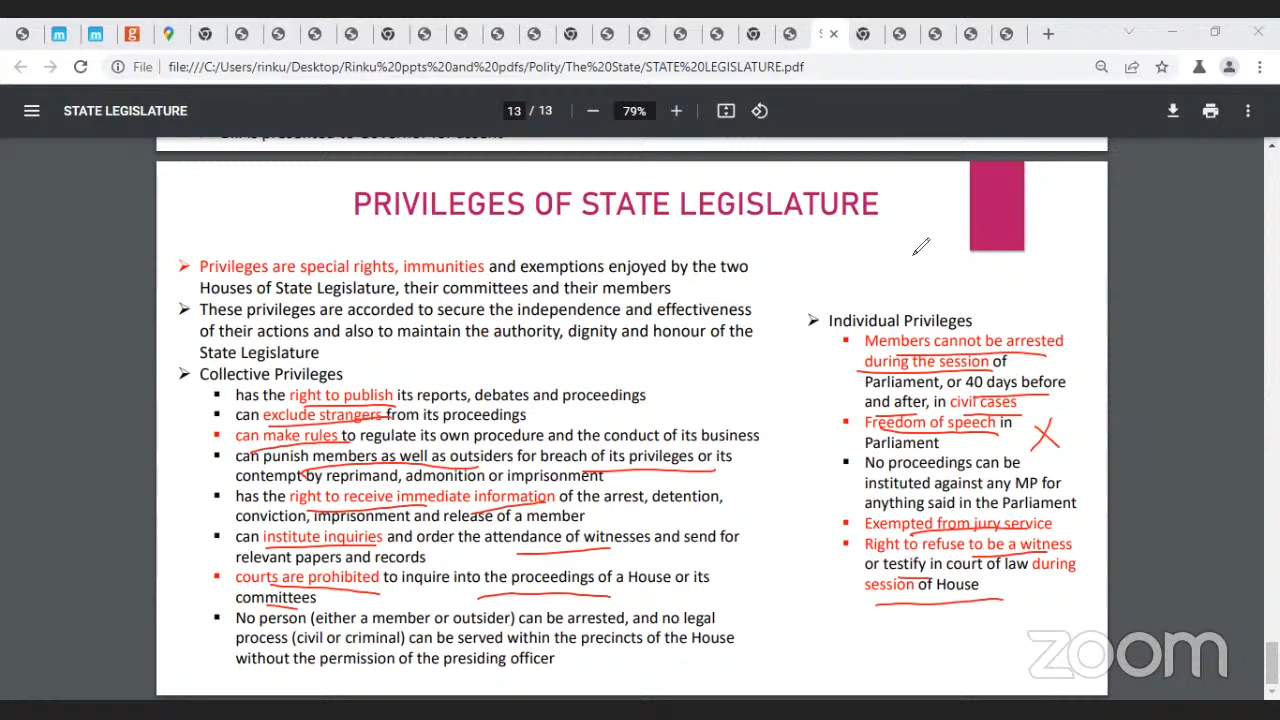 File | file:///C:/Users/rinku/Desktop/Rinku%20ppts%20and%20pdfs/Polity/The%20State/STATE%20LEGISLATURE.pdf
STATE LEGISLATURE
13 / 13
79%
PRIVILEGES OF STATE LEGISLATURE
Privileges are special rights, immunities and exemptions enjoyed by the two
Houses of State Legislature, their committees and their members
These privileges are accorded to secure the independence and effectiveness
of their actions and also to maintain the authority, dignity and honour of the
State Legislature
Collective Privileges
has the right to publish its reports, debates and proceedings
can exclude strangers from its proceedings
can make rules to regulate its own procedure and the conduct of its business
can punish members as well as outsiders for breach of its privileges or its
contempt by reprimand, admonition or imprisonment
has the right to receive immediate information of the arrest, detention,
conviction, imprisonment and release of a member
can institute inquiries and order the attendance of witnesses and send for
relevant papers and records
courts are prohibited to inquire into the proceedings of a House or its
committees
No person (either a member or outsider) can be arrested, and no legal
process (civil or criminal) can be served within the precincts of the House
without the permission of the presiding officer
Individual Privileges
Members cannot be arrested
during the session of
Parliament, or 40 days before
and after, in civil cases
Freedom of speech in
Parliament
No proceedings can be
instituted against any MP for
anything said in the Parliament
Exempted from jury service
Right to refuse to be a witness
or testify in court of law during
session of House
zoom